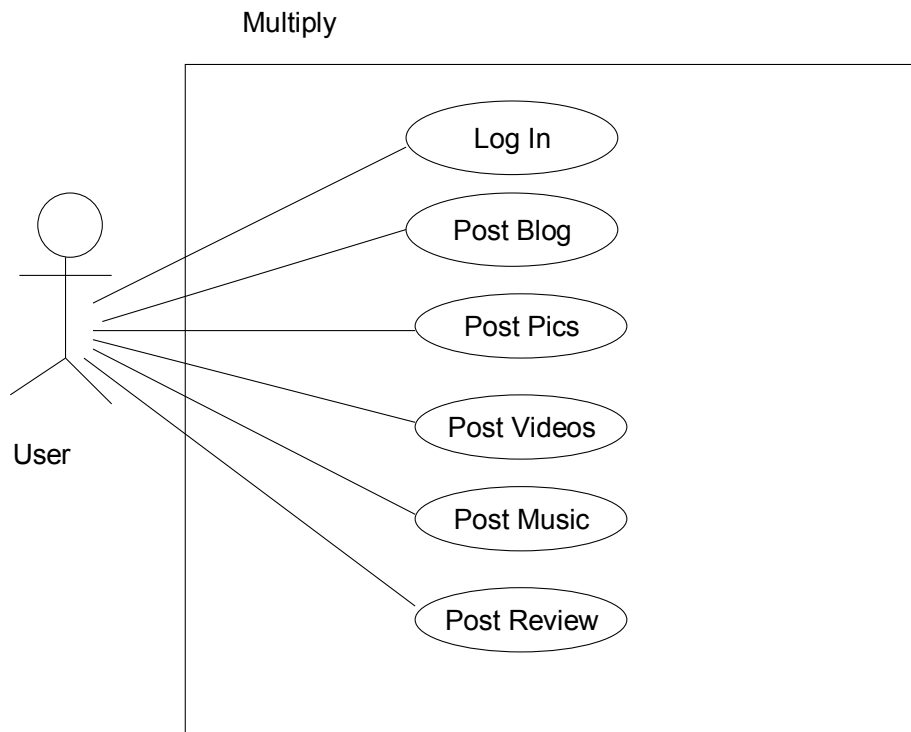 Multiply
Log In
Post Blog
Post Pics
Post Videos
User
Post Music
Post Review